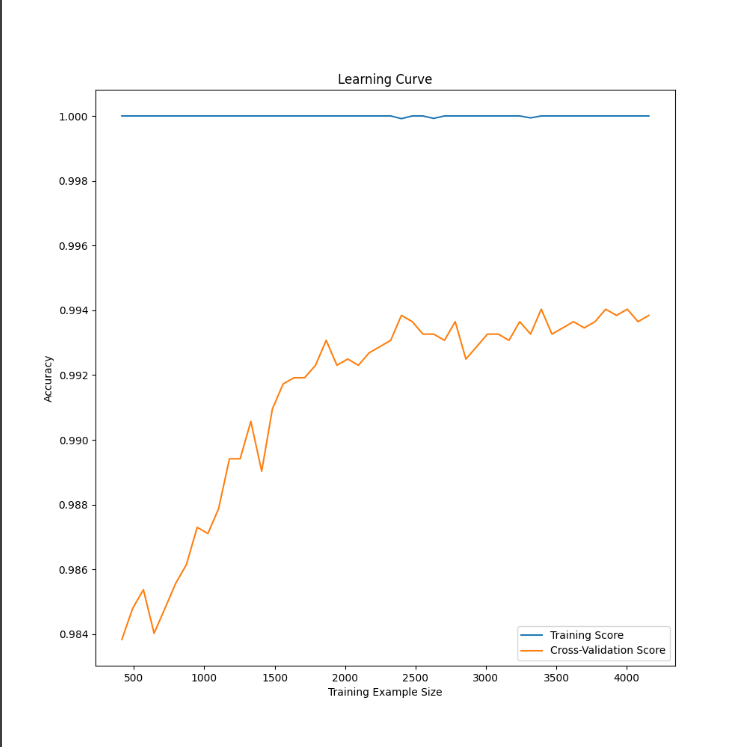 Learning Curve
1.000
0.998
0.996
0.994
0.992
0.990
0.988
0.986
0.984
Accuracy
Training Score
Cross-Validation Score
500 1000 1500 2000 2500 3000 3500 4000
Training Example Size